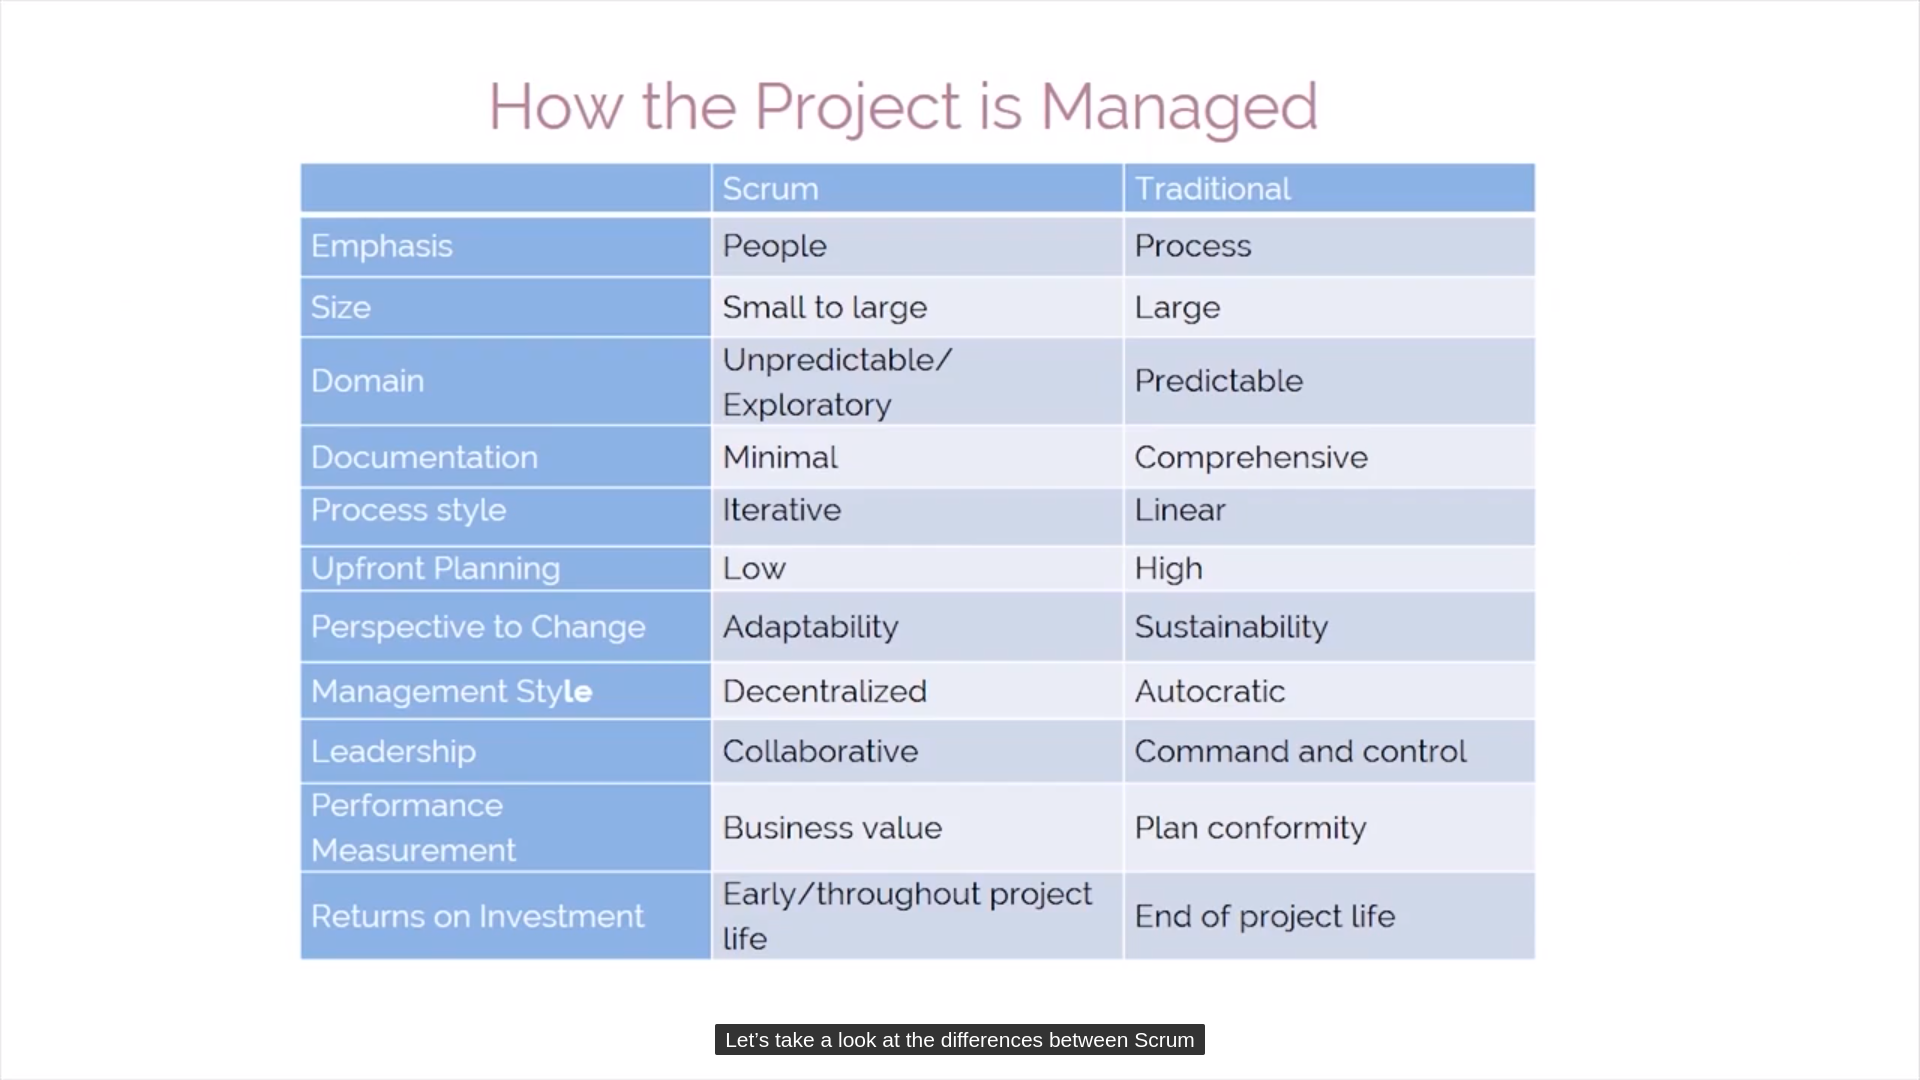 How the Project is Managed
Scrum Traditional
Emphasis People Process
Size Small to large Large
Domain Unpredictable/ Exploratory Predictable
Documentation Minimal Comprehensive
Process style Iterative Linear
Upfront Planning Low High
Perspective to Change Adaptability Sustainability
Management Style Decentralized Autocratic
Leadership Collaborative Command and control
Performance Measurement Business value Plan conformity
Returns on Investment Early/throughout project life End of project life
Let's take a look at the differences between Scrum